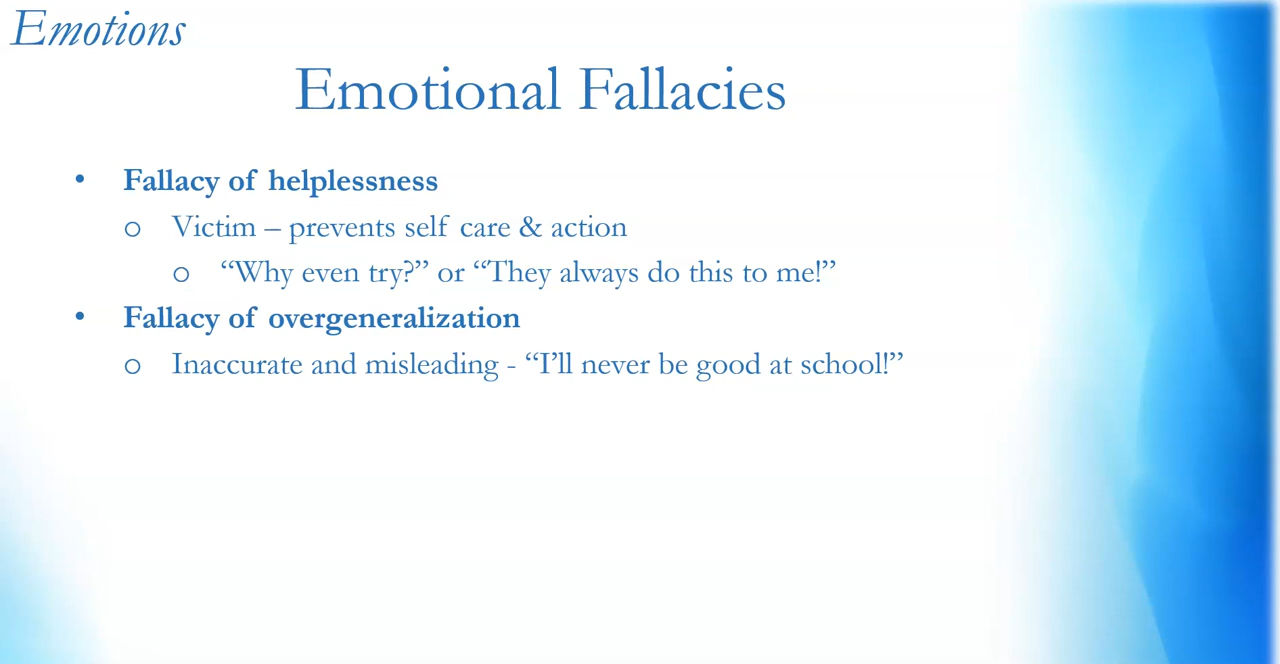 Emotions
Emotional Fallacies
• Fallacy of helplessness
o Victim – prevents self care & action
o “Why even try?” or “They always do this to me!”
• Fallacy of overgeneralization
o Inaccurate and misleading - “I’ll never be good at school!”